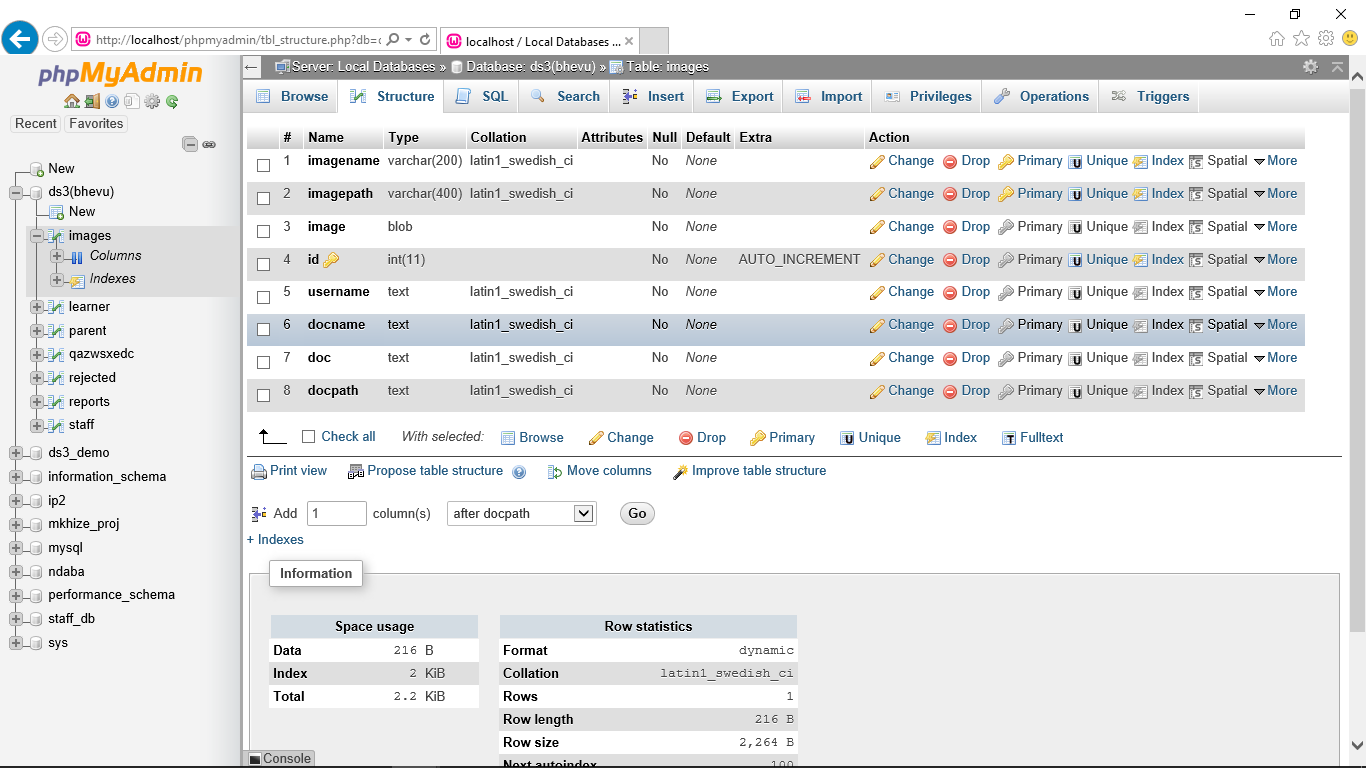 http://localhost/phpmyadmin/tbl_structure.php?db=
localhost / Local Databases ...
phpMyAdmin
Recent Favorites
New
ds3(bhevu)
New
images
Columns
Indexes
learner
parent
qazwsxedc
rejected
reports
staff
ds3_demo
information_schema
ip2
mkhize_proj
mysql
ndaba
performance_schema
staff_db
sys
Server: Local Databases » Database: ds3(bhevu) » Table: images
Browse Structure SQL Search Insert Export Import Privileges Operations Triggers
# Name Type Collation Attributes Null Default Extra Action
1 imagename varchar(200) latin1_swedish_ci No None Change Drop Primary Unique Index Spatial More
2 imagepath varchar(400) latin1_swedish_ci No None Change Drop Primary Unique Index Spatial More
3 image blob No None Change Drop Primary Unique Index Spatial More
4 id int(11) No None AUTO_INCREMENT Change Drop Primary Unique Index Spatial More
5 username text latin1_swedish_ci No None Change Drop Primary Unique Index Spatial More
6 docname text latin1_swedish_ci No None Change Drop Primary Unique Index Spatial More
7 doc text latin1_swedish_ci No None Change Drop Primary Unique Index Spatial More
8 docpath text latin1_swedish_ci No None Change Drop Primary Unique Index Spatial More
Check all With selected: Browse Change Drop Primary Unique Index Fulltext
Print view Propose table structure Move columns Improve table structure
Add 1 column(s) after docpath Go
+ Indexes
Information
Space usage
Data 216 B
Index 2 KiB
Total 2.2 KiB
Row statistics
Format dynamic
Collation latin1_swedish_ci
Rows 1
Row length 216 B
Row size 2,264 B
Next autoindex 100
Console